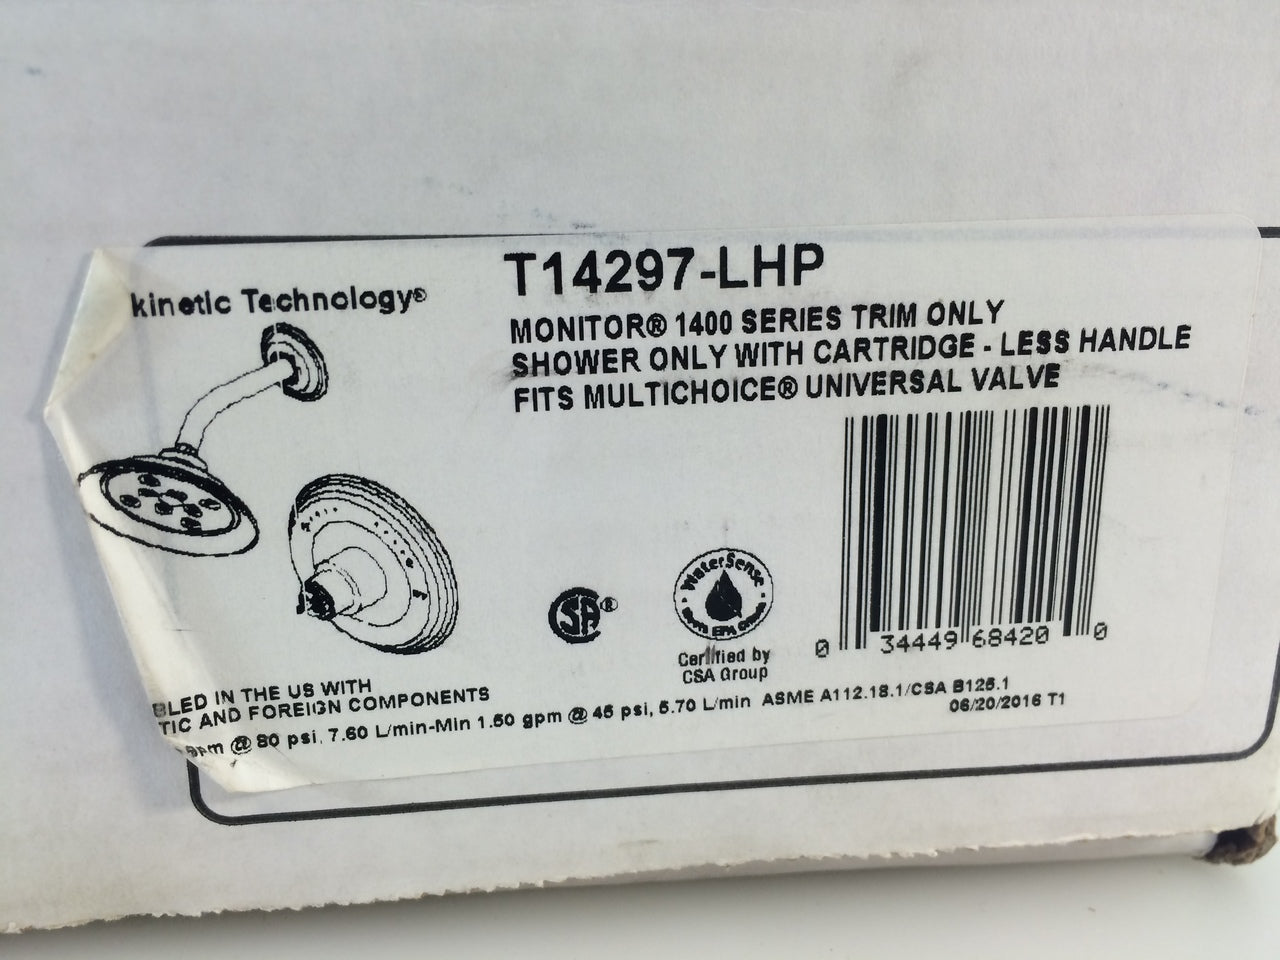 kinetic Technology®
T14297-LHP
MONITOR® 1400 SERIES TRIM ONLY
SHOWER ONLY WITH CARTRIDGE - LESS HANDLE
FITS MULTICHOICE® UNIVERSAL VALVE
CSA®
WaterSense
Certified by
CSA Group
0 34449 68420 0
BLED IN THE US WITH
TIC AND FOREIGN COMPONENTS
gpm @ 80 psi, 7.60 L/min-Min 1.50 gpm @ 45 psi, 5.70 L/min ASME A112.18.1/CSA B125.1
06/20/2016 T1